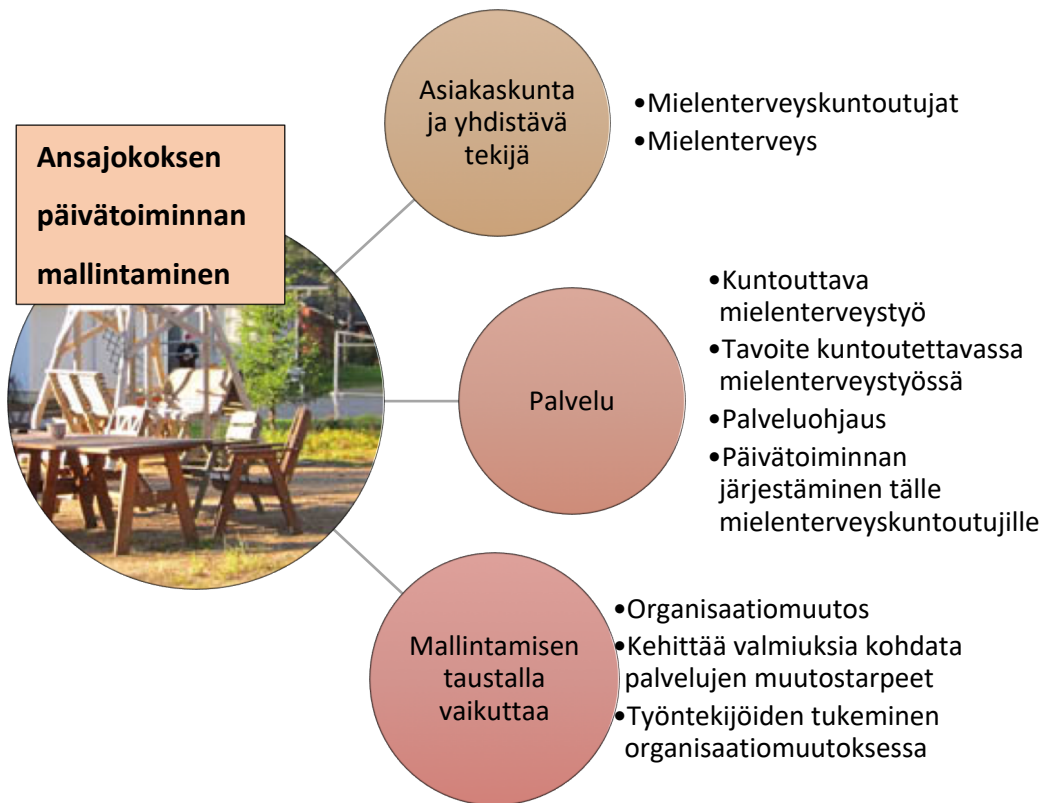 Ansajokoksen
päivätoiminnan
mallintaminen
Asiakaskunta
ja yhdistävä
tekijä
•Mielenterveyskuntoutujat
•Mielenterveys
Palvelu
•Kuntouttava
mielenterveystyö
•Tavoite kuntoutettavassa
mielenterveystyössä
•Palveluohjaus
•Päivätoiminnan
järjestäminen tälle
mielenterveyskuntoutujille
Mallintamisen
taustalla
vaikuttaa
•Organisaatiomuutos
•Kehittää valmiuksia kohdata
palvelujen muutostarpeet
•Työntekijöiden tukeminen
organisaatiomuutoksessa